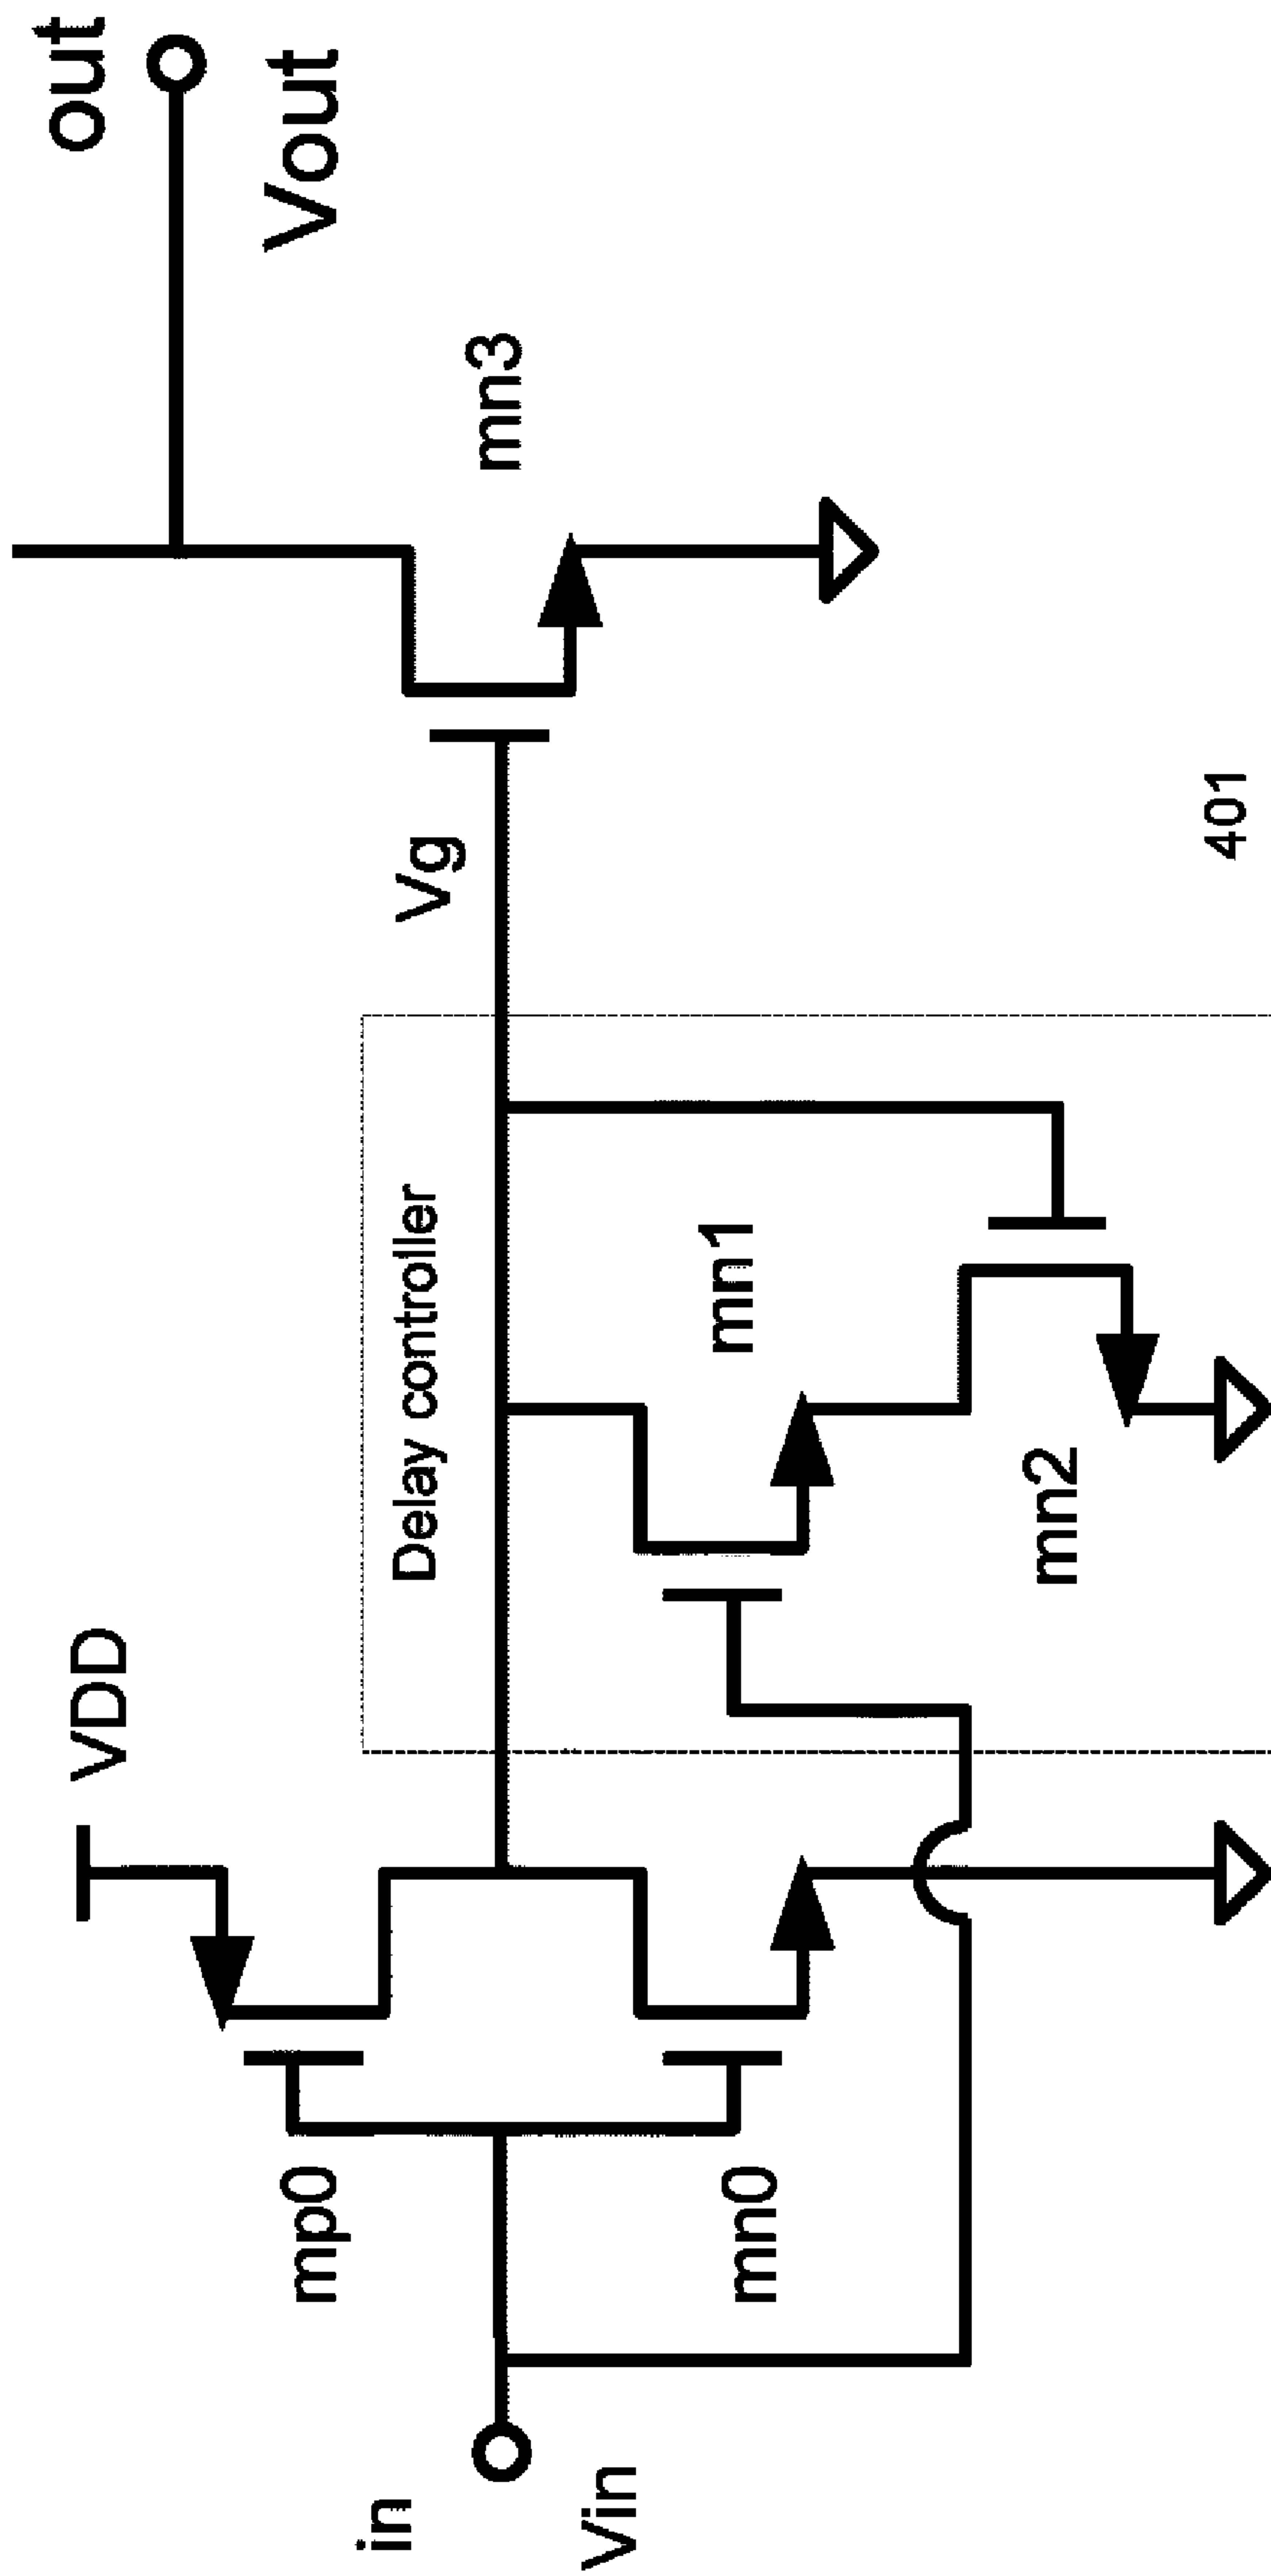 out
Vout
VDD
mn3
Vg
Delay controller
mp0
in
Vin
mn1
mn0
mn2
401